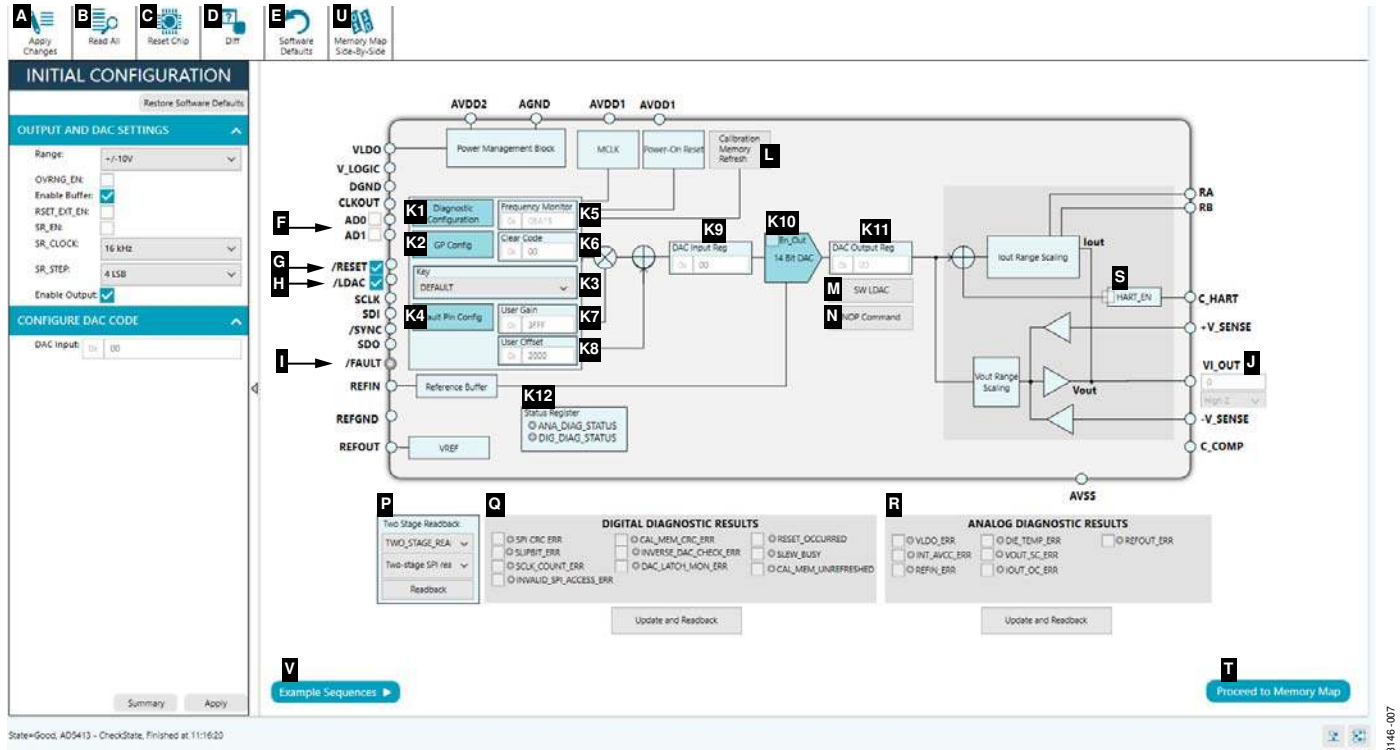 A
B
C
D
E
U
Apply Changes
Read All
Reset Chip
Diff
Software Defaults
Memory Map Side-By-Side
INITIAL CONFIGURATION
Restore Software Defaults
OUTPUT AND DAC SETTINGS
Range:
+/-10V
OVRNG_EN:
Enable Buffer:
RSET_EXT_EN:
SR_EN:
SR_CLOCK:
16 kHz
SR_STEP:
4 LSB
Enable Output:
CONFIGURE DAC CODE
DAC Input:
0x
00
Summary
Apply
AVDD2
AGND
AVDD1
AVDD1
VLDO
V_LOGIC
DGND
CLKOUT
F
AD0
AD1
G
/RESET
H
/LDAC
SCLK
SDI
/SYNC
SDO
I
/FAULT
REFIN
REFGND
REFOUT
Power Management Block
MCLK
Power-On Reset
Calibration Memory Refresh
L
K1
Diagnostic Configuration
Frequency Monitor
0x
K5
K2
GP Config
Clear Code
0x
00
K6
Key
DEFAULT
K3
K4
ault Pin Config
User Gain
0x
3FFF
K7
User Offset
0x
2000
K8
Reference Buffer
VREF
K12
Status Register
ANA_DIAG_STATUS
DIG_DIAG_STATUS
K9
DAC Input Reg
0x
00
K10
En_Out
14 Bit DAC
K11
DAC Output Reg
0x
00
M
SW LDAC
N
NOP Command
Iout Range Scaling
Iout
S
HART_EN
Vout Range Scaling
Vout
RA
RB
C_HART
+V_SENSE
VI_OUT
J
0
High Z
-V_SENSE
C_COMP
AVSS
P
Two Stage Readback
TWO_STAGE_REA
Two-stage SPI res
Readback
Q
DIGITAL DIAGNOSTIC RESULTS
SPI CRC ERR
CAL_MEM_CRC_ERR
RESET_OCCURRED
SLIPBIT_ERR
INVERSE_DAC_CHECK_ERR
SLEW_BUSY
SCLK_COUNT_ERR
DAC_LATCH_MON_ERR
CAL_MEM_UNREFRESHED
INVALID_SPI_ACCESS_ERR
Update and Readback
R
ANALOG DIAGNOSTIC RESULTS
VLDO_ERR
DIE_TEMP_ERR
REFOUT_ERR
INT_AVCC_ERR
VOUT_SC_ERR
REFIN_ERR
IOUT_OC_ERR
Update and Readback
V
Example Sequences
T
Proceed to Memory Map
State=Good, AD5413 - CheckState, Finished at 11:16:20